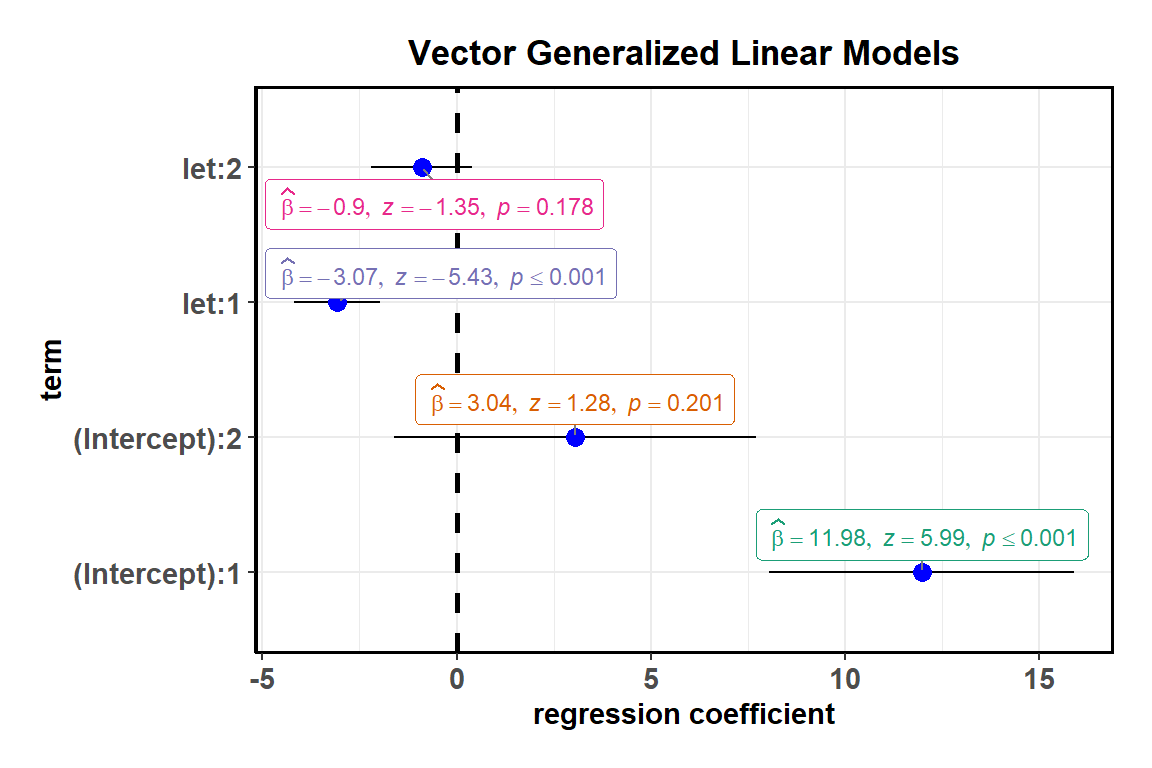 Vector Generalized Linear Models
let:2
β̂ = −0.9, z = −1.35, p = 0.178
β̂ = −3.07, z = −5.43, p ≤ 0.001
let:1
term
β̂ = 3.04, z = 1.28, p = 0.201
(Intercept):2
β̂ = 11.98, z = 5.99, p ≤ 0.001
(Intercept):1
-5 0 5 10 15
regression coefficient